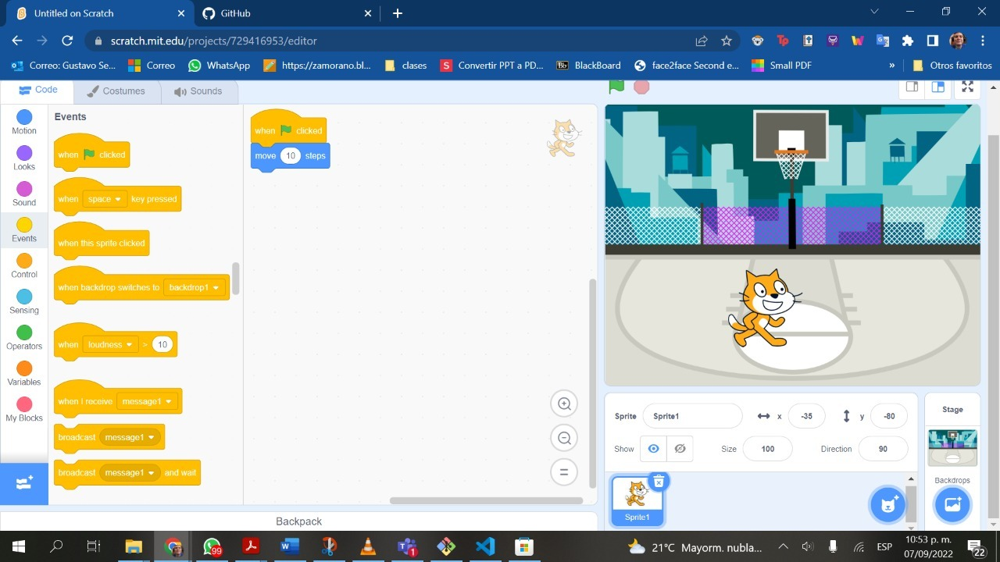 Untitled on Scratch
GitHub
scratch.mit.edu/projects/729416953/editor
Correo: Gustavo Se...
Correo
WhatsApp
https://zamorano.bl...
clases
S
Convertir PPT a PD...
Bb
BlackBoard
face2face Second e...
Small PDF
»
Otros favoritos
Code
Costumes
Sounds
Motion
Looks
Sound
Events
Control
Sensing
Operators
Variables
My Blocks
Events
when clicked
when space key pressed
when this sprite clicked
when backdrop switches to backdrop1
when loudness > 10
when I receive message1
broadcast message1
broadcast message1 and wait
when clicked
move 10 steps
Sprite Sprite1 x -35 y -80
Show Size 100 Direction 90
Sprite1
Stage
Backdrops
Backpack
99
1
21°C Mayorm. nubla...
ESP
10:53 p. m.
07/09/2022
22